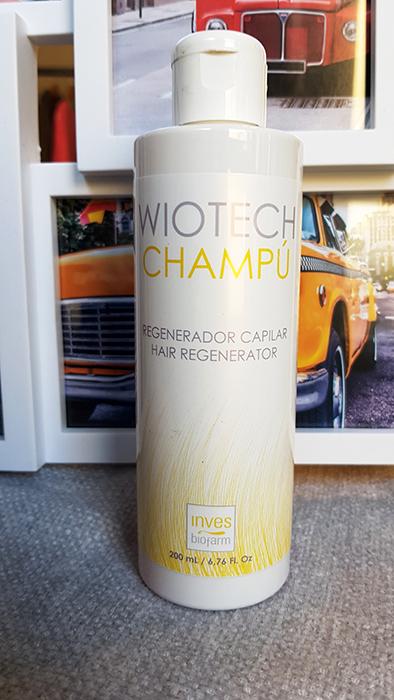 WIOTECH
CHAMPÚ
REGENERADOR CAPILAR
HAIR REGENERATOR
inves
biofarm
200 mL / 6,76 Fl. Oz